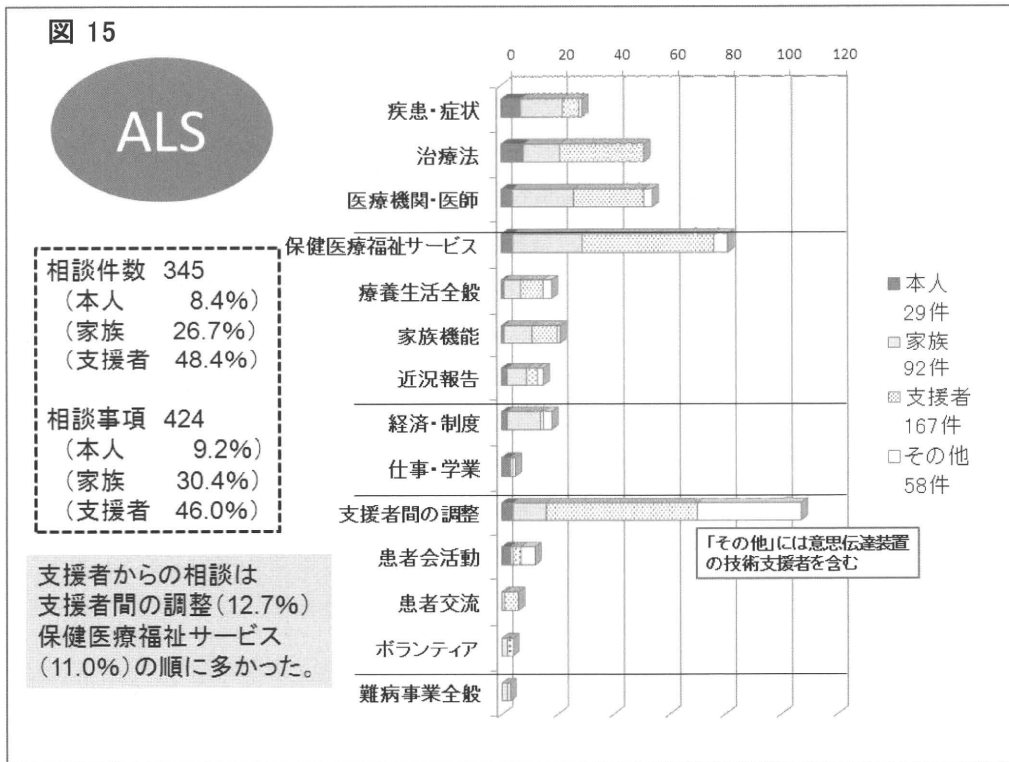 図 15
ALS
相談件数 345
（本人 8.4%）
（家族 26.7%）
（支援者 48.4%）
相談事項 424
（本人 9.2%）
（家族 30.4%）
（支援者 46.0%）
支援者からの相談は
支援者間の調整（12.7%）
保健医療福祉サービス
（11.0%）の順に多かった。
0 20 40 60 80 100 120
疾患・症状
治療法
医療機関・医師
保健医療福祉サービス
療養生活全般
家族機能
近況報告
経済・制度
仕事・学業
支援者間の調整
患者会活動
患者交流
ボランティア
難病事業全般
「その他」には意思伝達装置
の技術支援者を含む
本人
29件
家族
92件
支援者
167件
その他
58件